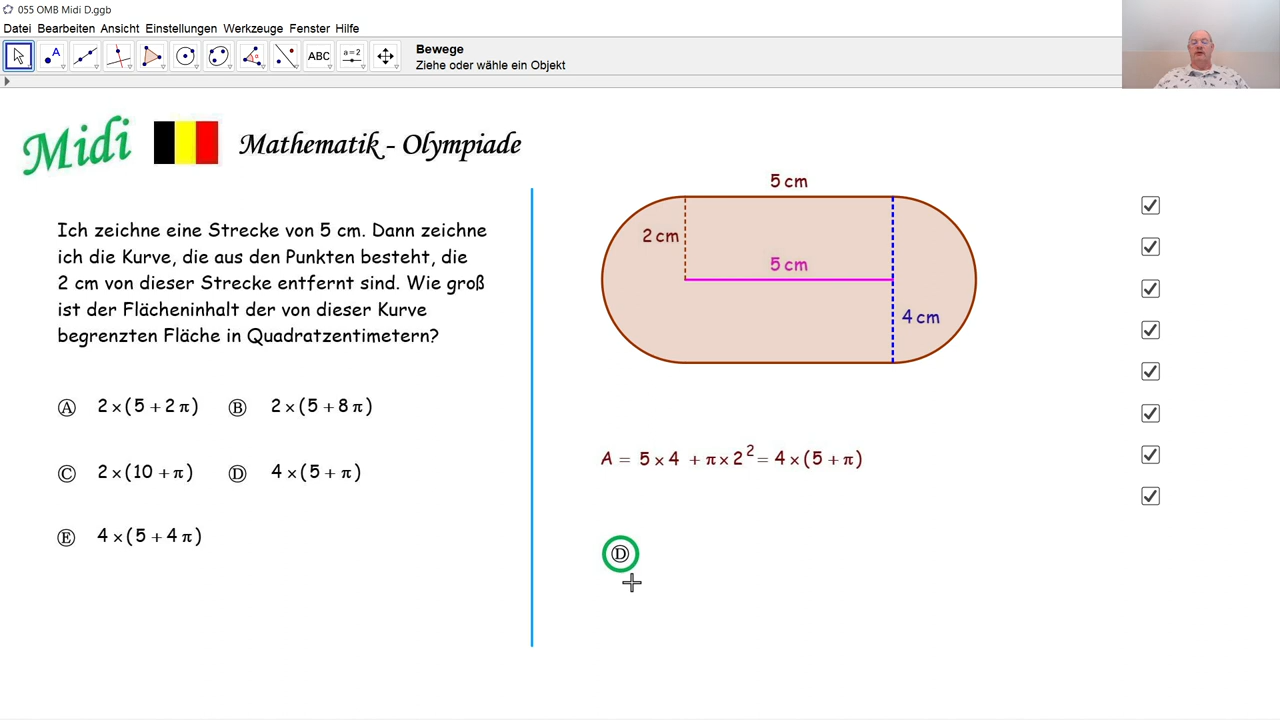 055 OMB Midi D.ggb
Datei Bearbeiten Ansicht Einstellungen Werkzeuge Fenster Hilfe
A
ABC
a=2
Bewege
Ziehe oder wähle ein Objekt
Midi
Mathematik - Olympiade
Ich zeichne eine Strecke von 5 cm. Dann zeichne
ich die Kurve, die aus den Punkten besteht, die
2 cm von dieser Strecke entfernt sind. Wie groß
ist der Flächeninhalt der von dieser Kurve
begrenzten Fläche in Quadratzentimetern?
Ⓐ 2×(5+2π) Ⓑ 2×(5+8π)
Ⓒ 2×(10+π) Ⓓ 4×(5+π)
Ⓔ 4×(5+4π)
5 cm
2 cm
5 cm
4 cm
A = 5×4 + π×2² = 4×(5+π)
Ⓓ